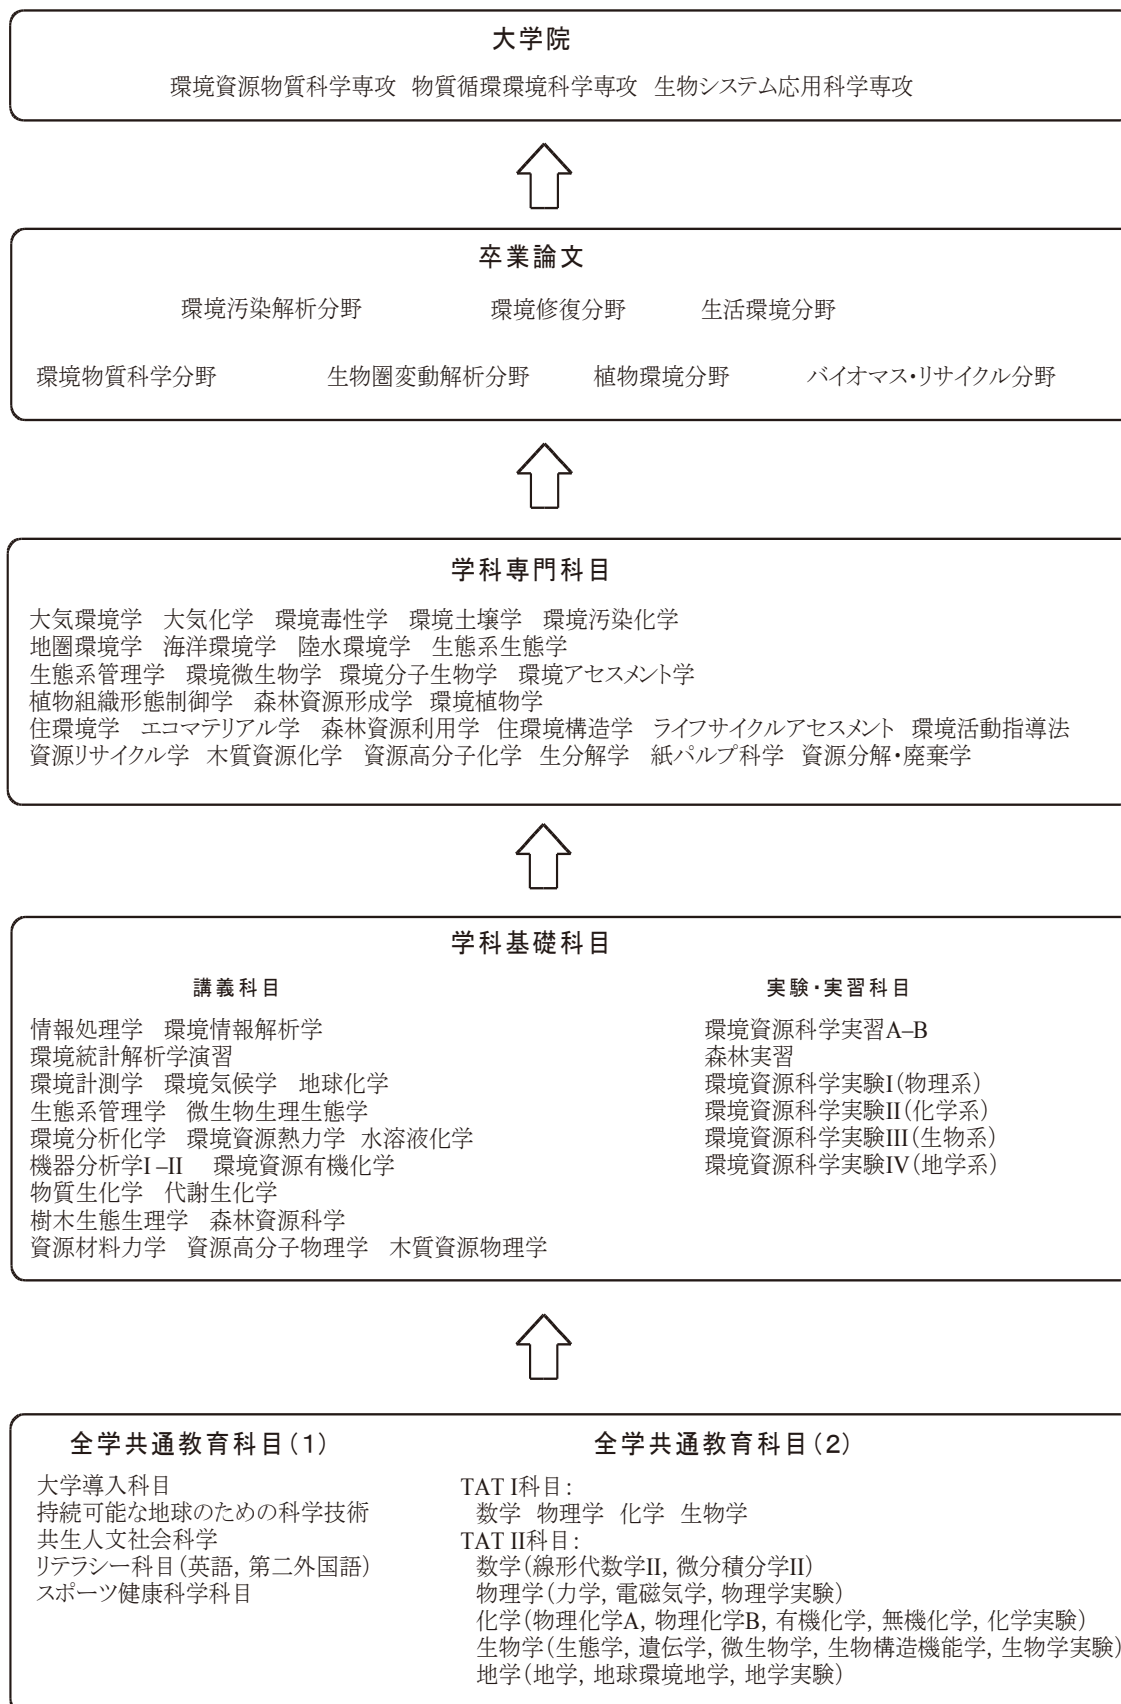 大学院
環境資源物質科学専攻 物質循環環境科学専攻 生物システム応用科学専攻
卒業論文
環境汚染解析分野 環境修復分野 生活環境分野
環境物質科学分野 生物圏変動解析分野 植物環境分野 バイオマス・リサイクル分野
学科専門科目
大気環境学 大気化学 環境毒性学 環境土壌学 環境汚染化学
地圏環境学 海洋環境学 陸水環境学 生態系生態学
生態系管理学 環境微生物学 環境分子生物学 環境アセスメント学
植物組織形態制御学 森林資源形成学 環境植物学
住環境学 エコマテリアル学 森林資源利用学 住環境構造学 ライフサイクルアセスメント 環境活動指導法
資源リサイクル学 木質資源化学 資源高分子化学 生分解学 紙パルプ科学 資源分解・廃棄学
学科基礎科目
講義科目
情報処理学 環境情報解析学
環境統計解析学演習
環境計測学 環境気候学 地球化学
生態系管理学 微生物生理生態学
環境分析化学 環境資源熱力学 水溶液化学
機器分析学I–II 環境資源有機化学
物質生化学 代謝生化学
樹木生態生理学 森林資源科学
資源材料力学 資源高分子物理学 木質資源物理学
実験・実習科目
環境資源科学実習A–B
森林実習
環境資源科学実験I(物理系)
環境資源科学実験II(化学系)
環境資源科学実験III(生物系)
環境資源科学実験IV(地学系)
全学共通教育科目(1)
大学導入科目
持続可能な地球のための科学技術
共生人文社会科学
リテラシー科目(英語, 第二外国語)
スポーツ健康科学科目
全学共通教育科目(2)
TAT I科目:
数学 物理学 化学 生物学
TAT II科目:
数学(線形代数学II, 微分積分学II)
物理学(力学, 電磁気学, 物理学実験)
化学(物理化学A, 物理化学B, 有機化学, 無機化学, 化学実験)
生物学(生態学, 遺伝学, 微生物学, 生物構造機能学, 生物学実験)
地学(地学, 地球環境地学, 地学実験)